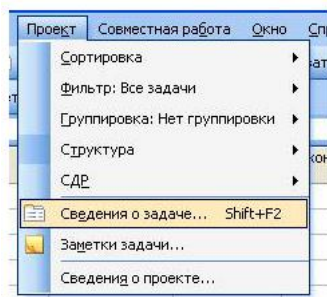 Проект Совместная работа Окно
Сортировка
Фильтр: Все задачи
Группировка: Нет группировки
Структура
СДР
Сведения о задаче... Shift+F2
Заметки задачи...
Сведения о проекте...